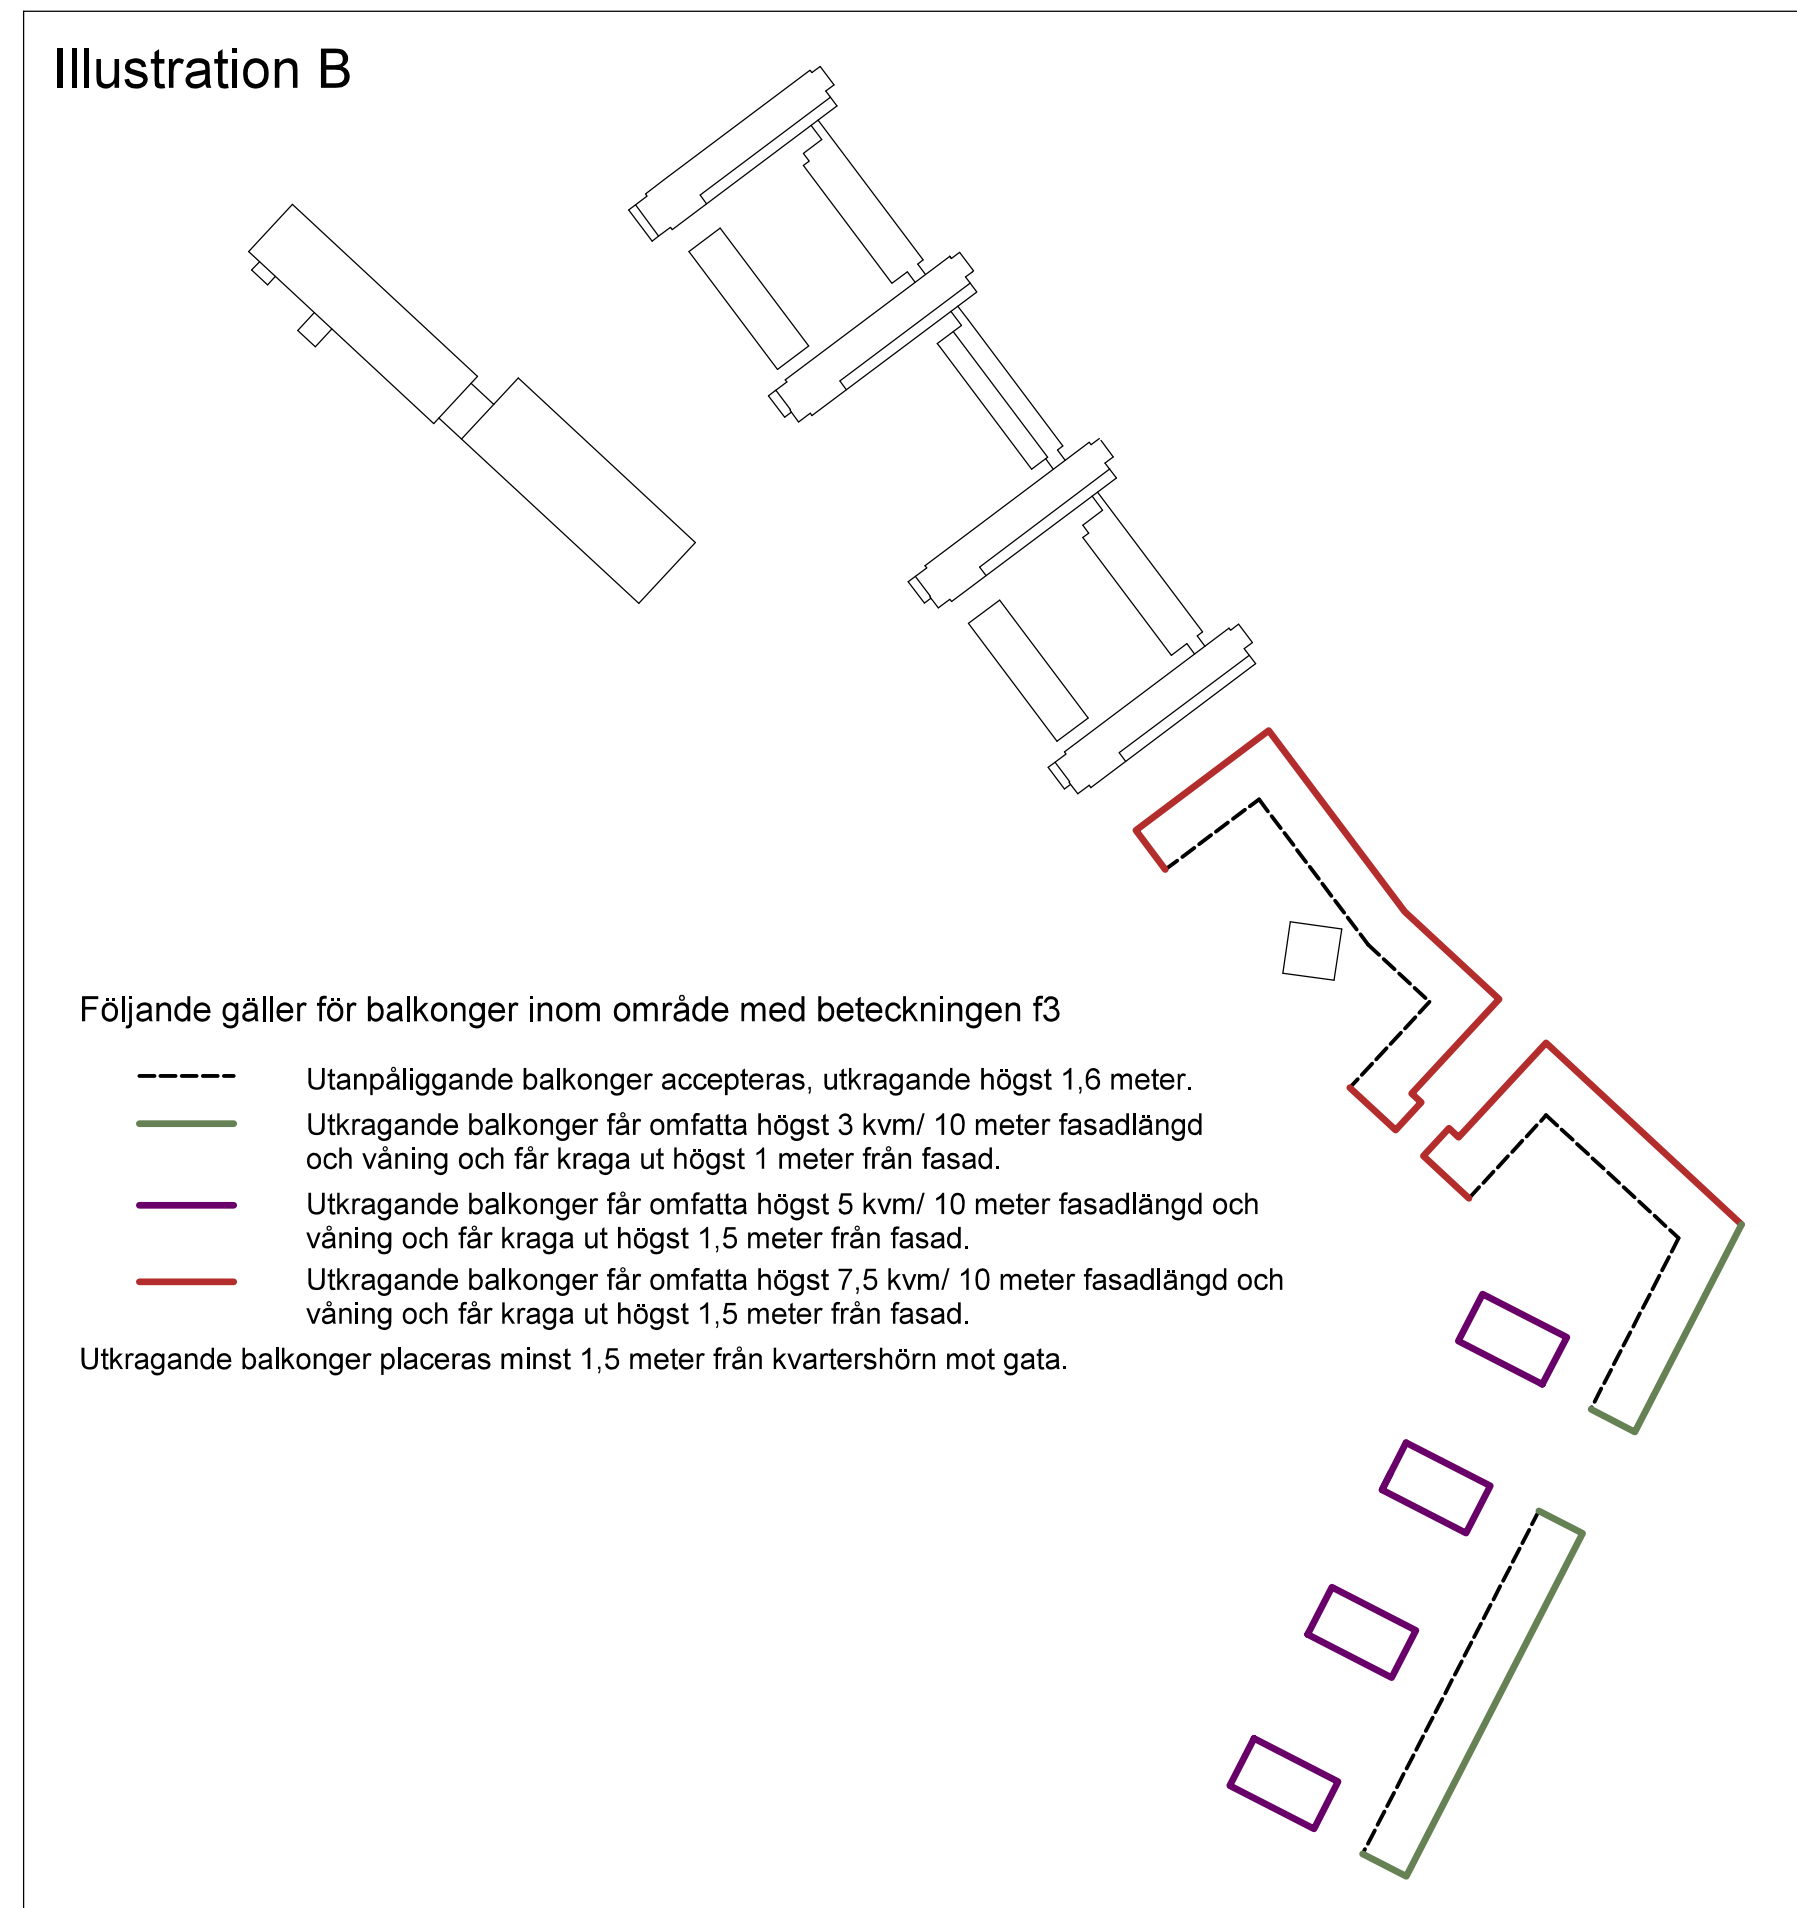 Illustration B
Följande gäller för balkonger inom område med beteckningen f3
Utanpåliggande balkonger accepteras, utkragande högst 1,6 meter.
Utkragande balkonger får omfatta högst 3 kvm/ 10 meter fasadlängd
och våning och får kraga ut högst 1 meter från fasad.
Utkragande balkonger får omfatta högst 5 kvm/ 10 meter fasadlängd och
våning och får kraga ut högst 1,5 meter från fasad.
Utkragande balkonger får omfatta högst 7,5 kvm/ 10 meter fasadlängd och
våning och får kraga ut högst 1,5 meter från fasad.
Utkragande balkonger placeras minst 1,5 meter från kvartershörn mot gata.